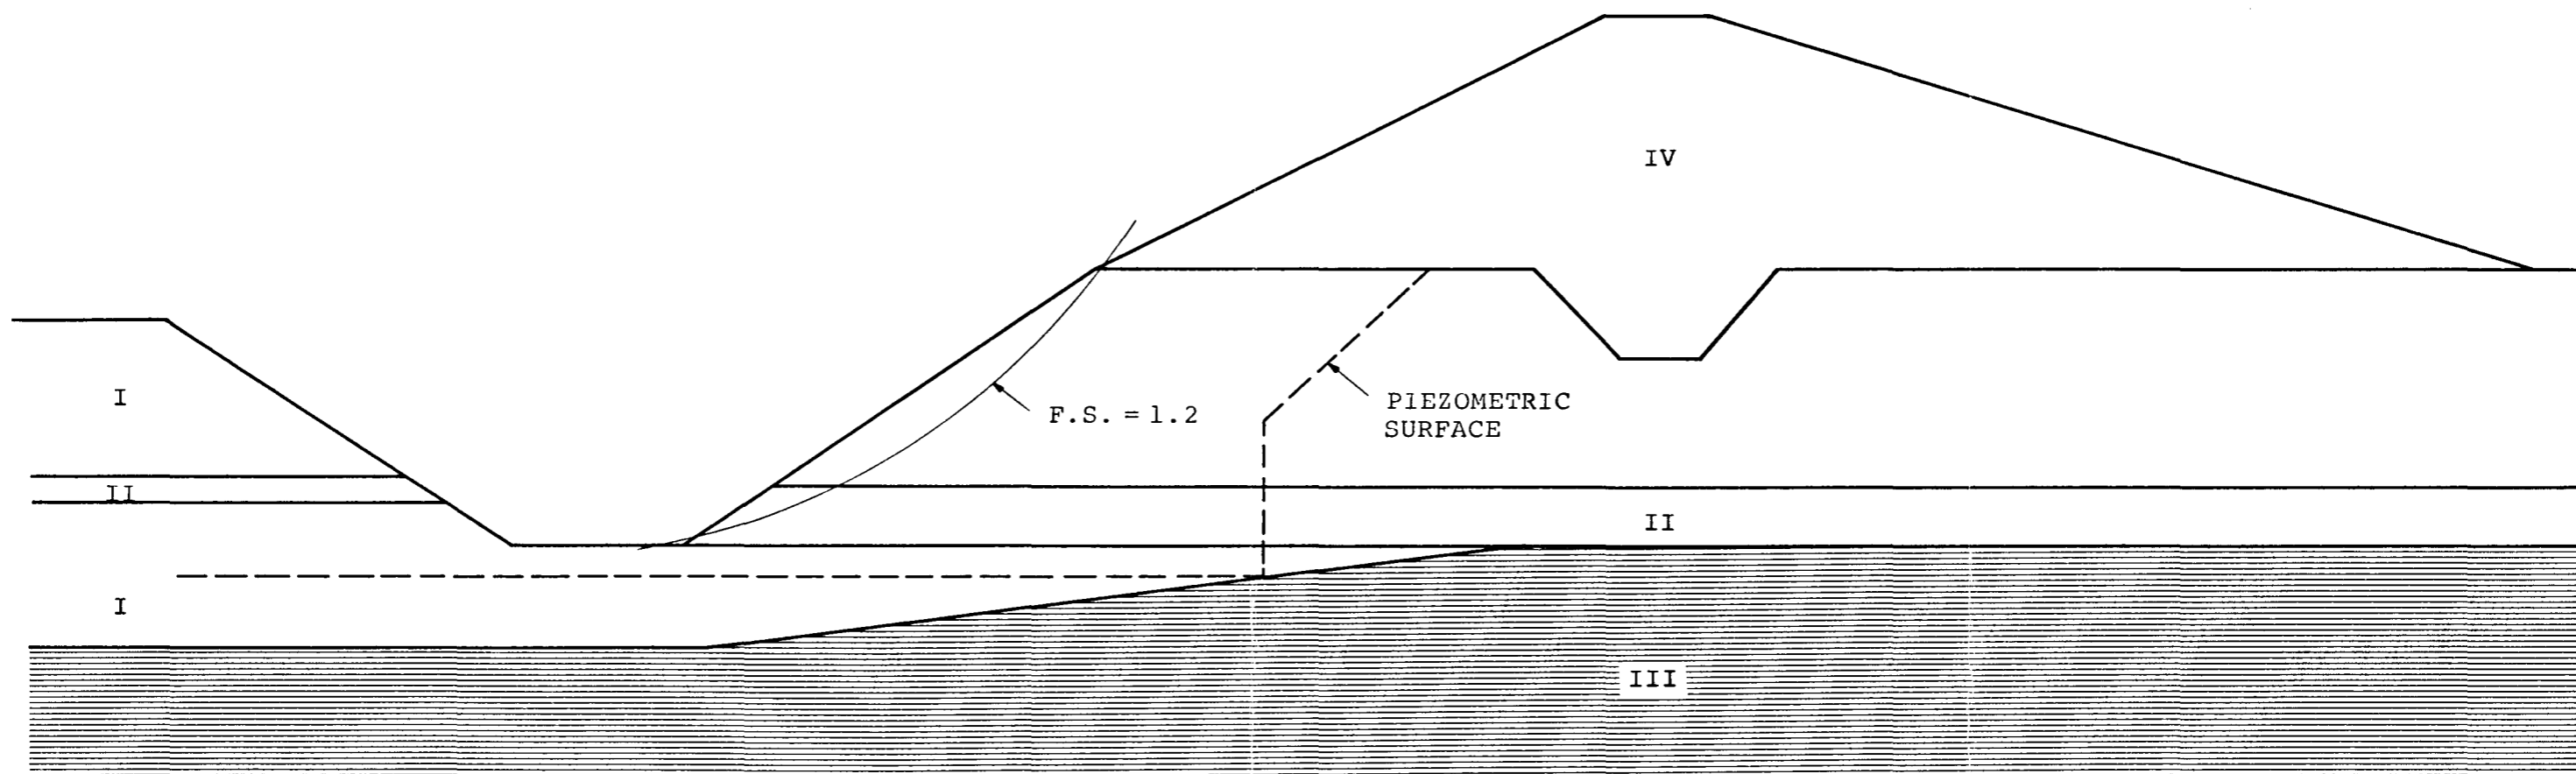 IV
I
F.S. = 1.2
PIEZOMETRIC
SURFACE
II
II
I
III